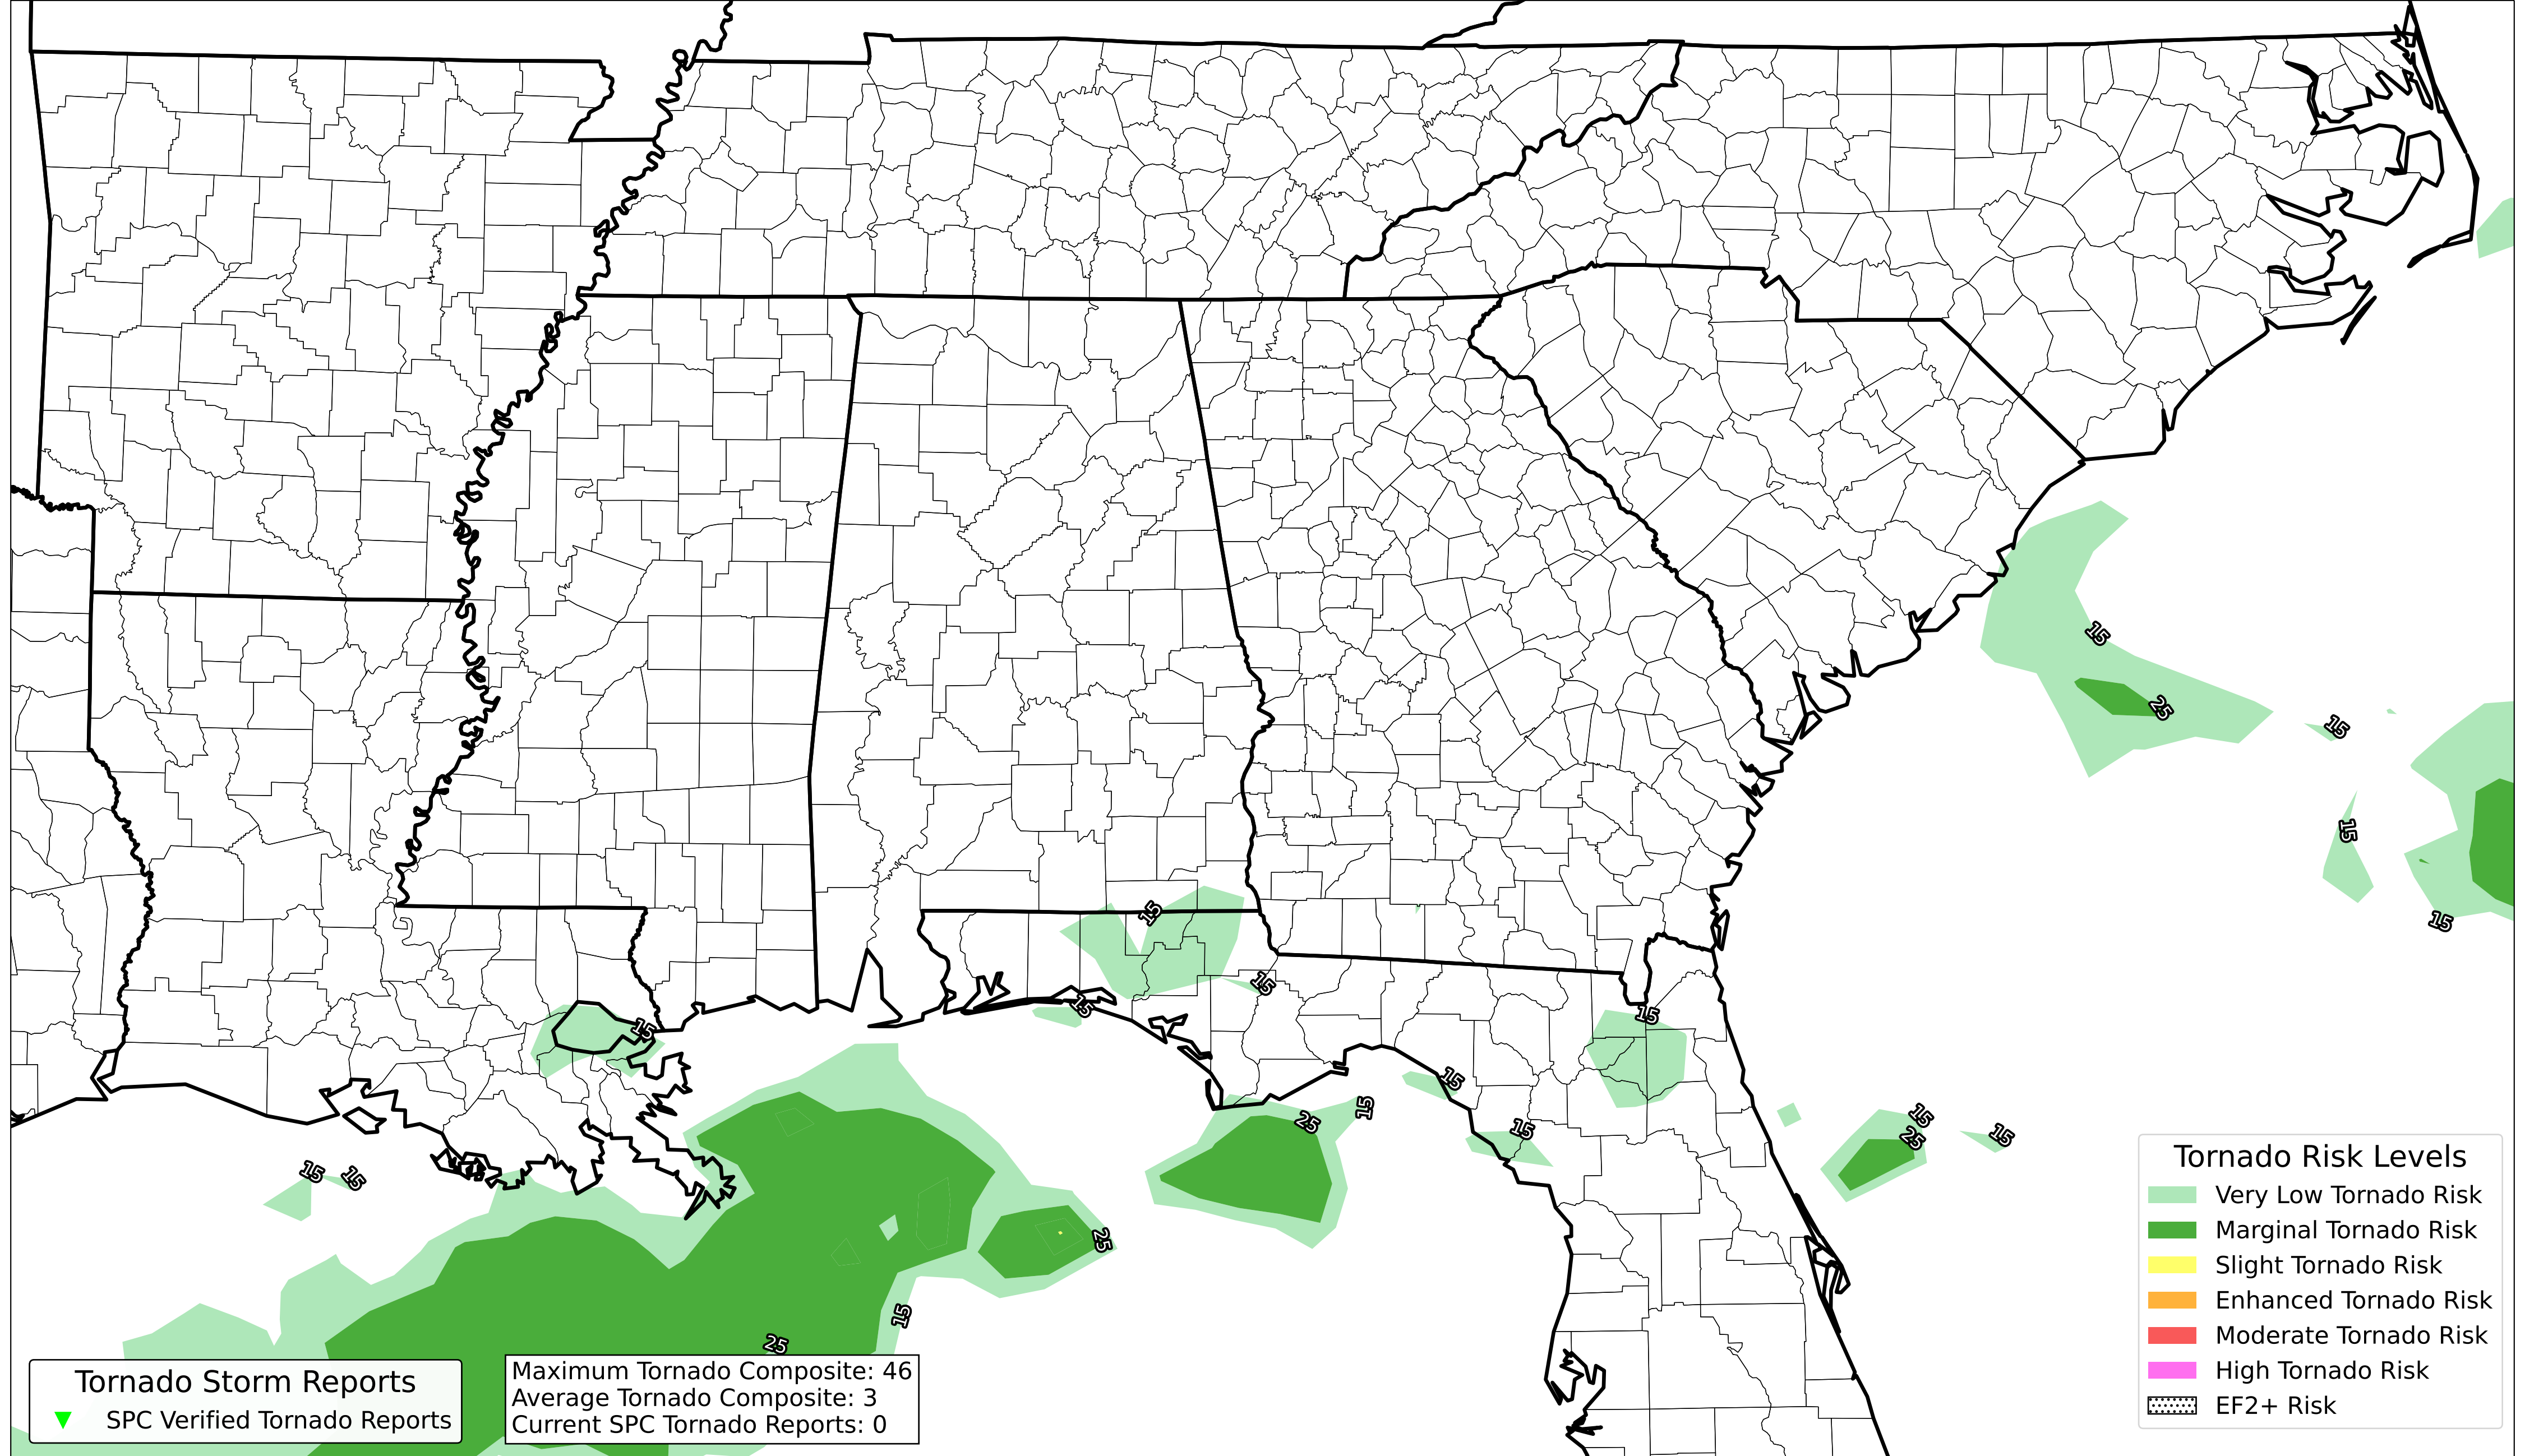 15
15
25
15
15
15
15
15
15
15
15
15
15
25
15
25
15
15
15
15
25
15
25
Tornado Storm Reports
SPC Verified Tornado Reports
Maximum Tornado Composite: 46
Average Tornado Composite: 3
Current SPC Tornado Reports: 0
Tornado Risk Levels
Very Low Tornado Risk
Marginal Tornado Risk
Slight Tornado Risk
Enhanced Tornado Risk
Moderate Tornado Risk
High Tornado Risk
EF2+ Risk